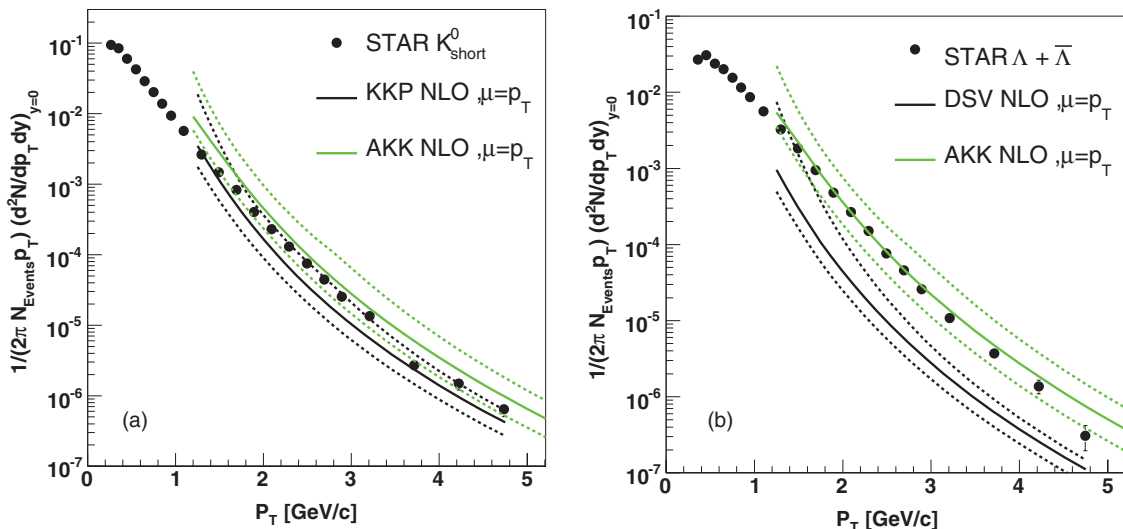 1/(2π N_Events p_T) (d²N/dp_T dy)_y=0
10⁻¹
10⁻²
10⁻³
10⁻⁴
10⁻⁵
10⁻⁶
10⁻⁷
STAR K⁰_short
KKP NLO ,μ=p_T
AKK NLO ,μ=p_T
(a)
0 1 2 3 4 5
P_T [GeV/c]
1/(2π N_Events p_T) (d²N/dp_T dy)_y=0
10⁻¹
10⁻²
10⁻³
10⁻⁴
10⁻⁵
10⁻⁶
10⁻⁷
STAR Λ + Λ̅
DSV NLO ,μ=p_T
AKK NLO ,μ=p_T
(b)
0 1 2 3 4 5
P_T [GeV/c]